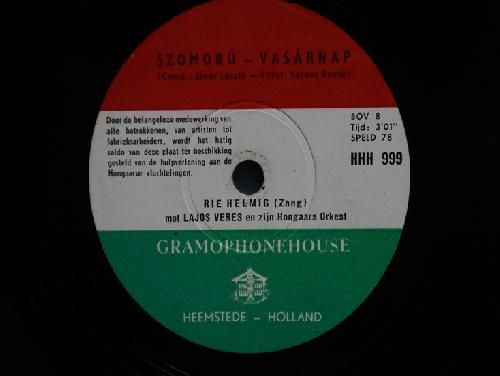 SZOMORÚ – VASÁRNAP
(Comp.: Jávor László – Tekst: Seress Rezső)
Door de belangeloze medewerking van
alle betrokkenen, van artisten tot
fabrieksarbeiders, wordt het batig
saldo van deze plaat ter beschikking
gesteld van de hulpverlening aan de
Hongaarse vluchtelingen.
BOV 8
Tijd: 3'01"
SPEED 78
HHH 999
RIE HELMIG (Zang)
met LAJOS VERES en zijn Hongaars Orkest
GRAMOPHONEHOUSE
HEEMSTEDE – HOLLAND